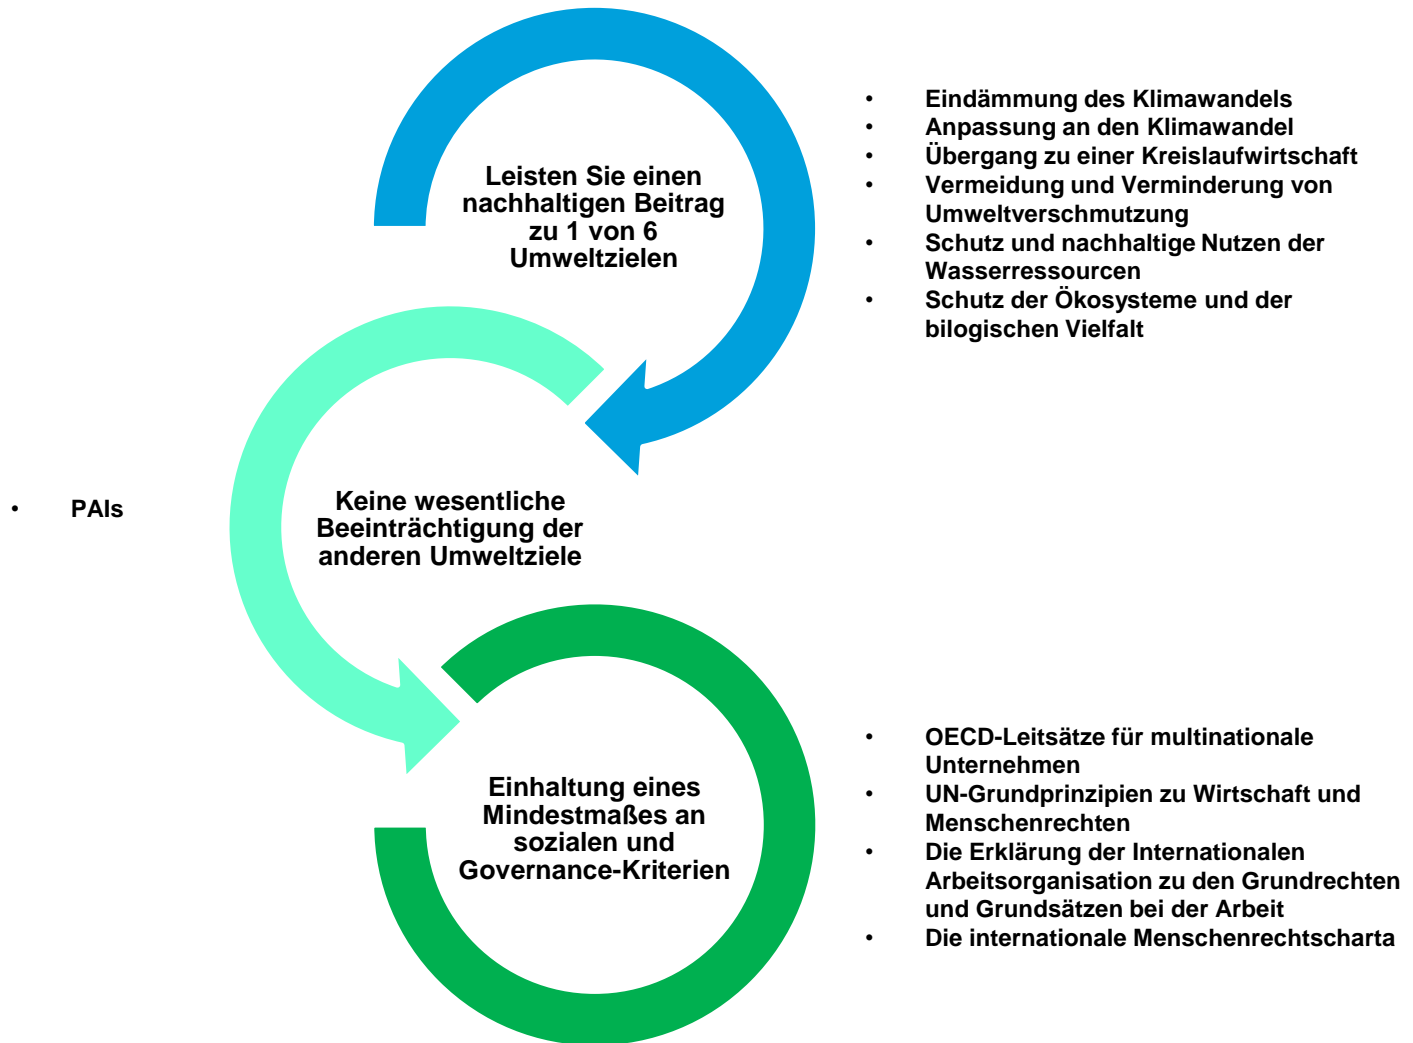 Leisten Sie einen
nachhaltigen Beitrag
zu 1 von 6
Umweltzielen
• Eindämmung des Klimawandels
• Anpassung an den Klimawandel
• Übergang zu einer Kreislaufwirtschaft
• Vermeidung und Verminderung von
Umweltverschmutzung
• Schutz und nachhaltige Nutzen der
Wasserressourcen
• Schutz der Ökosysteme und der
bilogischen Vielfalt
• PAIs
Keine wesentliche
Beeinträchtigung der
anderen Umweltziele
Einhaltung eines
Mindestmaßes an
sozialen und
Governance-Kriterien
• OECD-Leitsätze für multinationale
Unternehmen
• UN-Grundprinzipien zu Wirtschaft und
Menschenrechten
• Die Erklärung der Internationalen
Arbeitsorganisation zu den Grundrechten
und Grundsätzen bei der Arbeit
• Die internationale Menschenrechtscharta